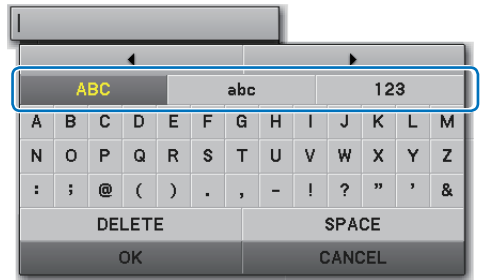 ABC abc 123
A B C D E F G H I J K L M
N O P Q R S T U V W X Y Z
: ; @ ( ) . , - ! ? ” ’ &
DELETE SPACE
OK CANCEL